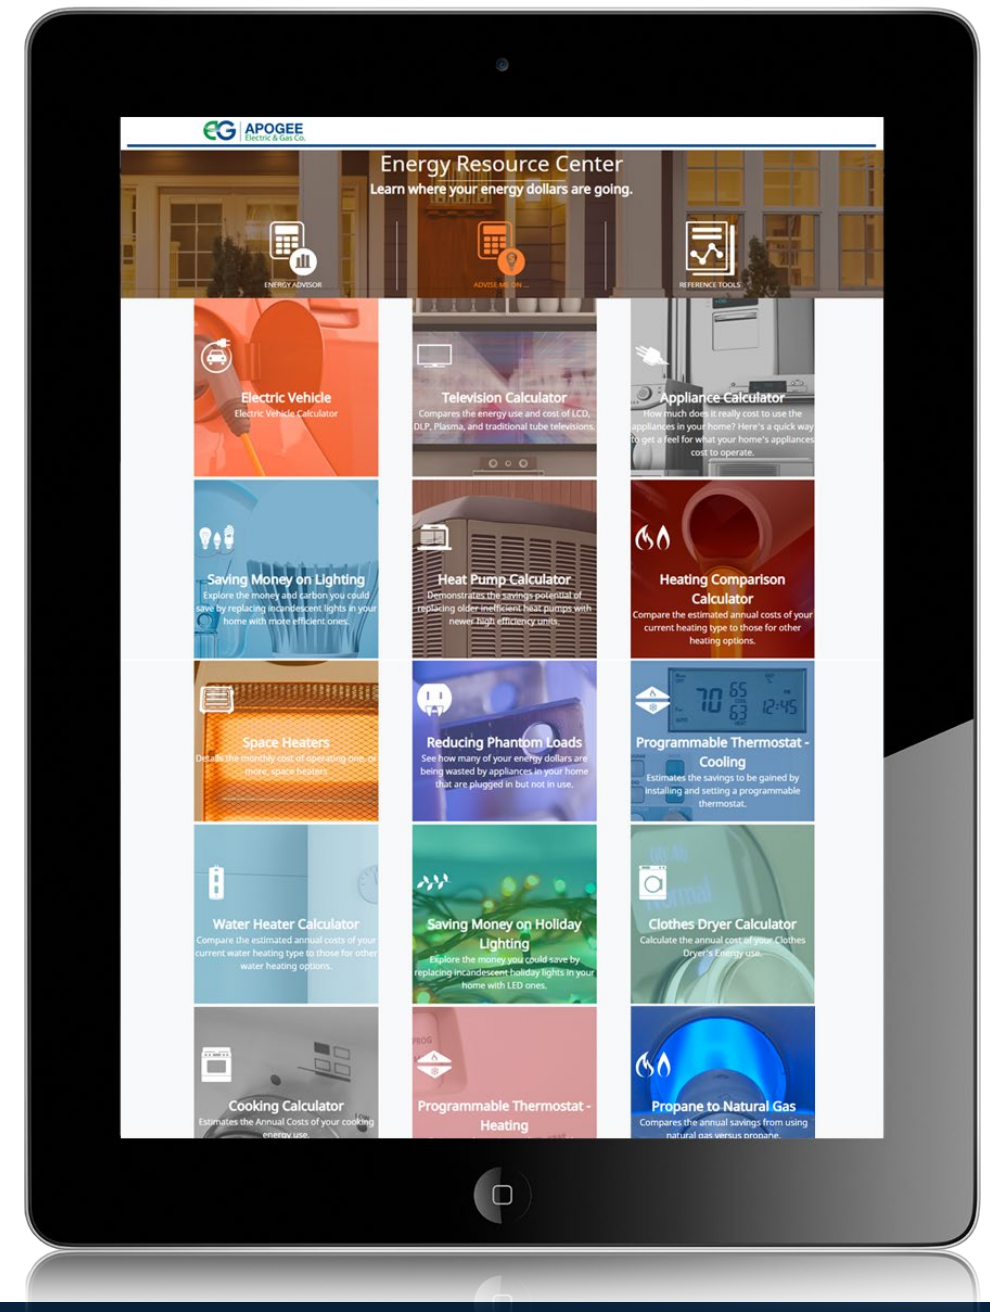 eG APOGEE
Electric & Gas Co.
Energy Resource Center
Learn where your energy dollars are going.
ENERGY ADVISOR
ADVISE ME ON ...
REFERENCE TOOLS
Electric Vehicle
Electric Vehicle Calculator
Television Calculator
Compares the energy use and cost of LCD,
DLP, Plasma, and traditional tube televisions.
Appliance Calculator
How much does it really cost to use the
appliances in your home? Here's a quick way
to get a feel for what your home's appliances
cost to operate.
Saving Money on Lighting
Explore the money and carbon you could
save by replacing incandescent lights in your
home with more efficient ones.
Heat Pump Calculator
Demonstrates the savings potential of
replacing older inefficient heat pumps with
newer high efficiency units.
Heating Comparison
Calculator
Compare the estimated annual costs of your
current heating type to those for other
heating options.
Space Heaters
Details the monthly cost of operating one, or
more, space heaters.
Reducing Phantom Loads
See how many of your energy dollars are
being wasted by appliances in your home
that are plugged in but not in use.
70 65
63 12:45
Programmable Thermostat -
Cooling
Estimates the savings to be gained by
installing and setting a programmable
thermostat.
Water Heater Calculator
Compare the estimated annual costs of your
current water heating type to those for other
water heating options.
Saving Money on Holiday
Lighting
Explore the money you could save by
replacing incandescent holiday lights in your
home with LED ones.
Normal
Clothes Dryer Calculator
Calculate the annual cost of your Clothes
Dryer's Energy use.
Cooking Calculator
LOW
Estimates the Annual Costs of your cooking
energy use.
Programmable Thermostat -
Heating
Propane to Natural Gas
Compares the annual savings from using
natural gas versus propane.